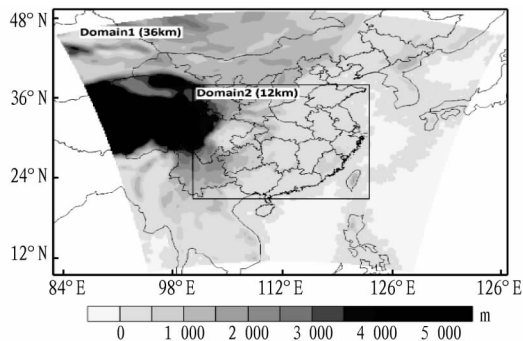 48°N
Domain1 (36km)
36°N
Domain2 (12km)
24°N
12°N
84°E 98°E 112°E 126°E 126°E
0 1 000 2 000 3 000 4 000 5 000 m